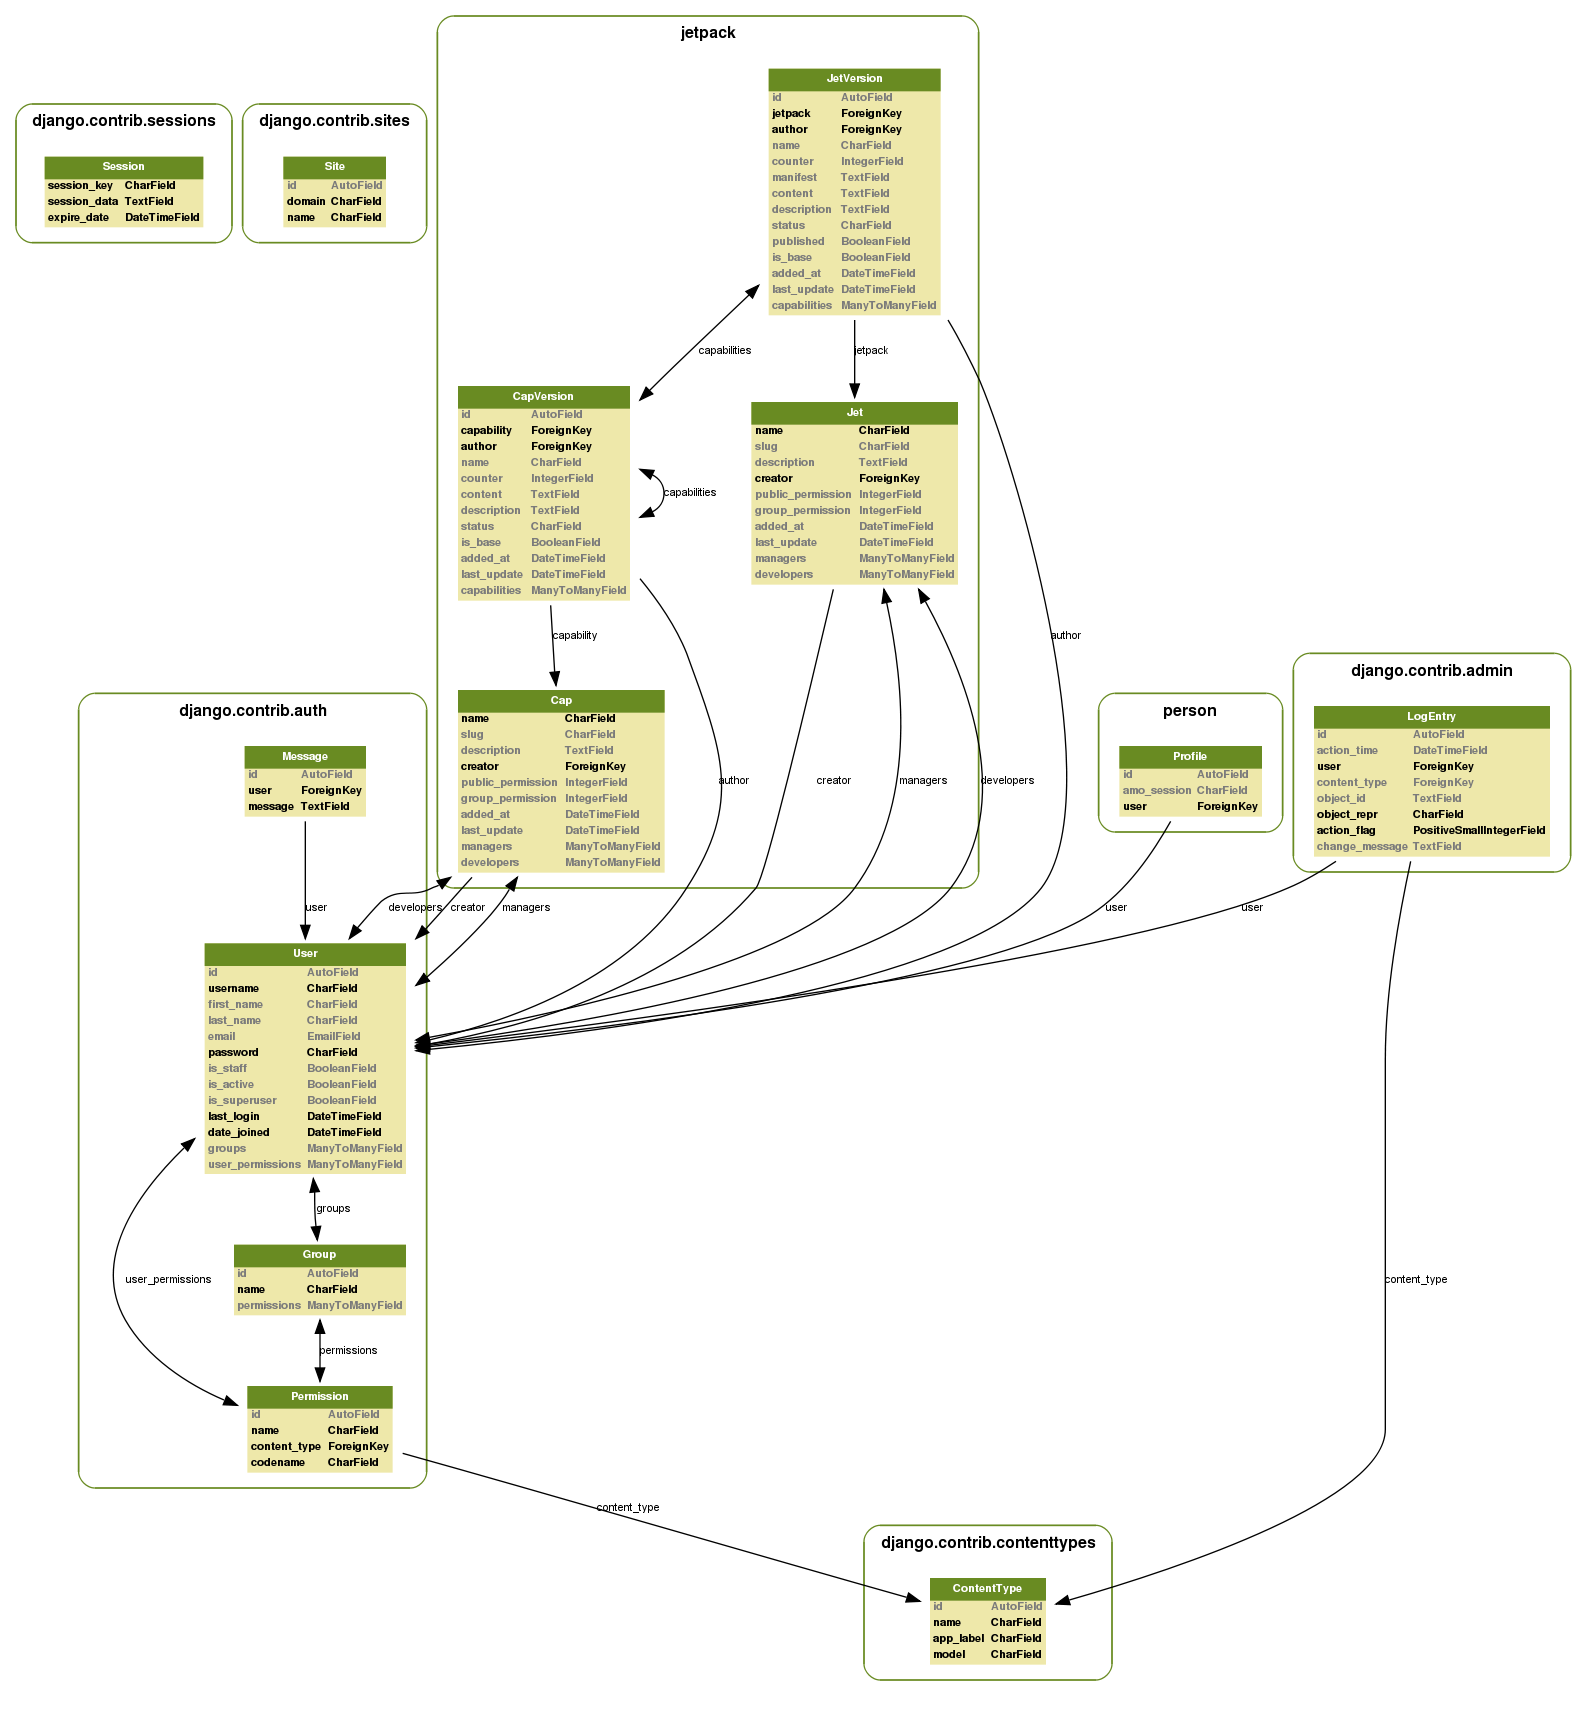 jetpack
JetVersion
id AutoField
jetpack ForeignKey
author ForeignKey
name CharField
counter IntegerField
manifest TextField
content TextField
description TextField
status CharField
published BooleanField
is_base BooleanField
added_at DateTimeField
last_update DateTimeField
capabilities ManyToManyField
django.contrib.sessions
Session
session_key CharField
session_data TextField
expire_date DateTimeField
django.contrib.sites
Site
id AutoField
domain CharField
name CharField
capabilities
jetpack
CapVersion
id AutoField
capability ForeignKey
author ForeignKey
name CharField
counter IntegerField
content TextField
description TextField
status CharField
is_base BooleanField
added_at DateTimeField
last_update DateTimeField
capabilities ManyToManyField
capabilities
Jet
name CharField
slug CharField
description TextField
creator ForeignKey
public_permission IntegerField
group_permission IntegerField
added_at DateTimeField
last_update DateTimeField
managers ManyToManyField
developers ManyToManyField
capability
author
django.contrib.auth
Message
id AutoField
user ForeignKey
message TextField
Cap
name CharField
slug CharField
description TextField
creator ForeignKey
public_permission IntegerField
group_permission IntegerField
added_at DateTimeField
last_update DateTimeField
managers ManyToManyField
developers ManyToManyField
author
creator
managers
developers
person
Profile
id AutoField
amo_session CharField
user ForeignKey
django.contrib.admin
LogEntry
id AutoField
action_time DateTimeField
user ForeignKey
content_type ForeignKey
object_id TextField
object_repr CharField
action_flag PositiveSmallIntegerField
change_message TextField
user
developers
creator
managers
user
user
User
id AutoField
username CharField
first_name CharField
last_name CharField
email EmailField
password CharField
is_staff BooleanField
is_active BooleanField
is_superuser BooleanField
last_login DateTimeField
date_joined DateTimeField
groups ManyToManyField
user_permissions ManyToManyField
groups
Group
id AutoField
name CharField
permissions ManyToManyField
user_permissions
content_type
permissions
Permission
id AutoField
name CharField
content_type ForeignKey
codename CharField
content_type
django.contrib.contenttypes
ContentType
id AutoField
name CharField
app_label CharField
model CharField